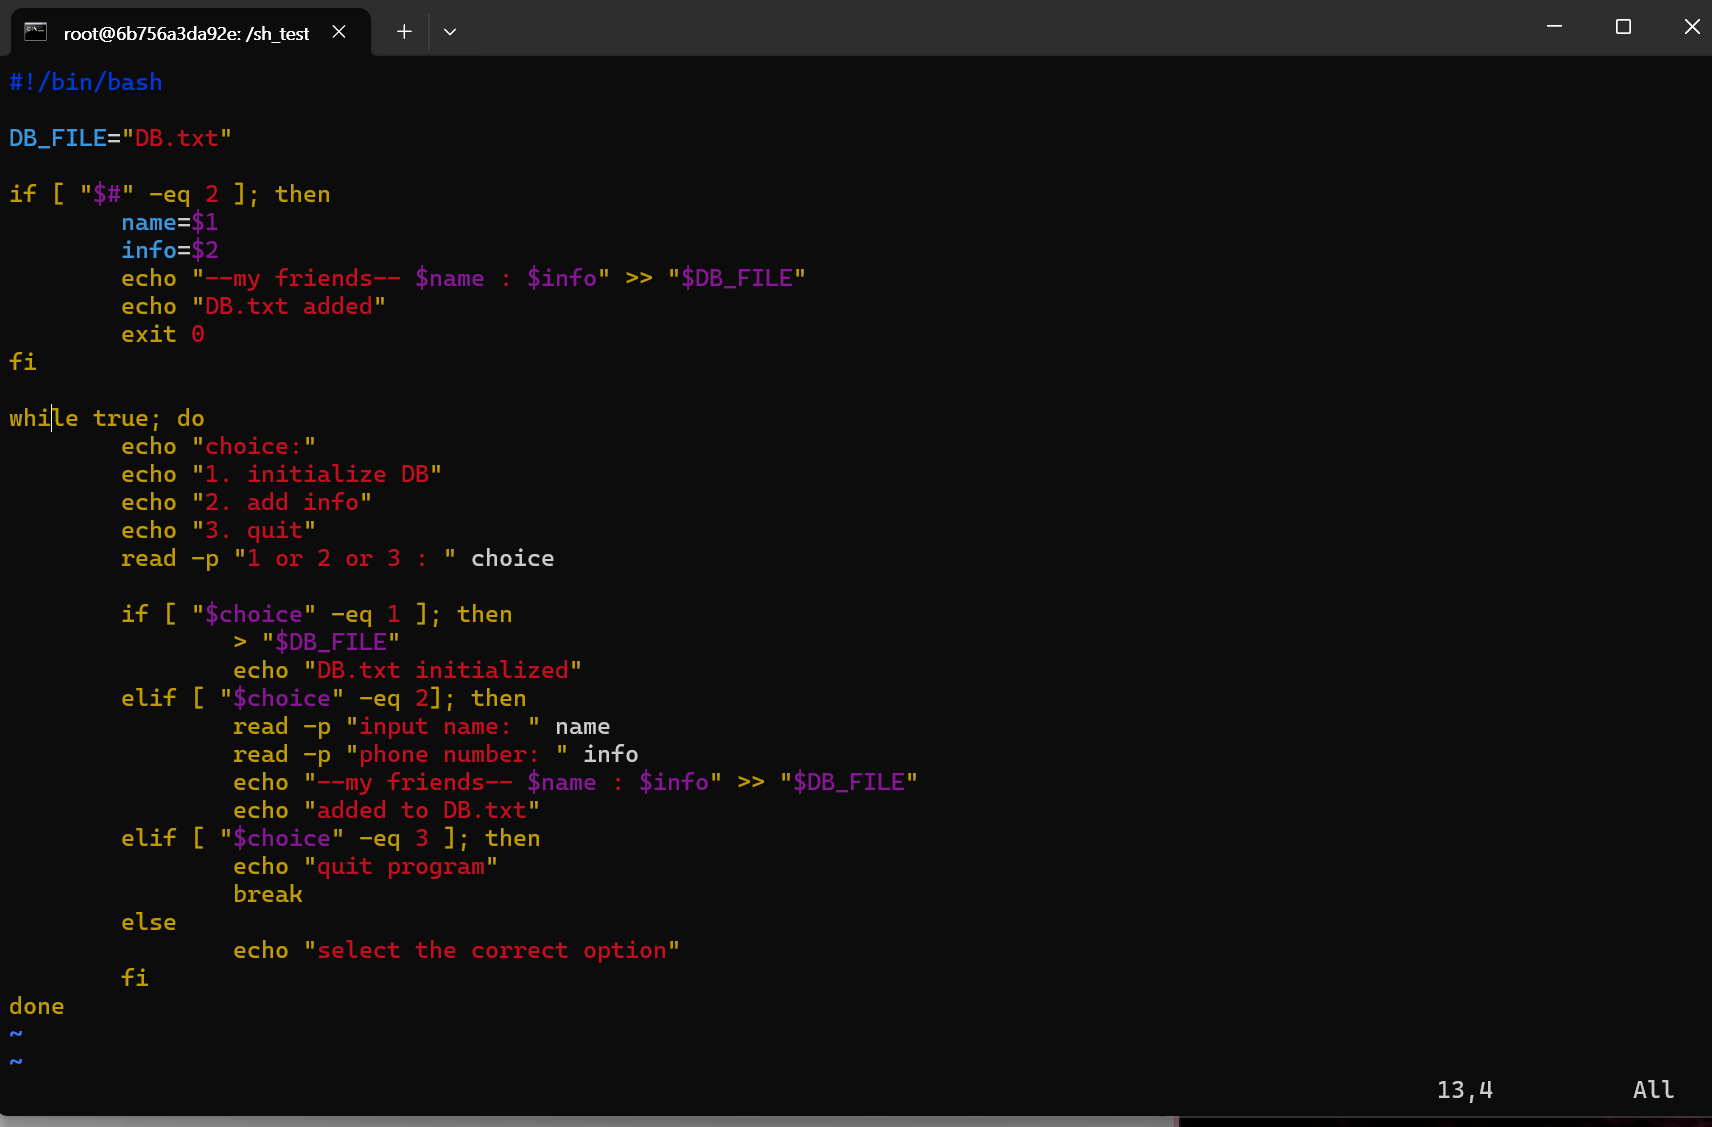 root@6b756a3da92e: /sh_test
#!/bin/bash
DB_FILE="DB.txt"
if [ "$#" -eq 2 ]; then
name=$1
info=$2
echo "--my friends-- $name : $info" >> "$DB_FILE"
echo "DB.txt added"
exit 0
fi
while true; do
echo "choice:"
echo "1. initialize DB"
echo "2. add info"
echo "3. quit"
read -p "1 or 2 or 3 : " choice
if [ "$choice" -eq 1 ]; then
> "$DB_FILE"
echo "DB.txt initialized"
elif [ "$choice" -eq 2]; then
read -p "input name: " name
read -p "phone number: " info
echo "--my friends-- $name : $info" >> "$DB_FILE"
echo "added to DB.txt"
elif [ "$choice" -eq 3 ]; then
echo "quit program"
break
else
echo "select the correct option"
fi
done
~
~
13,4 All